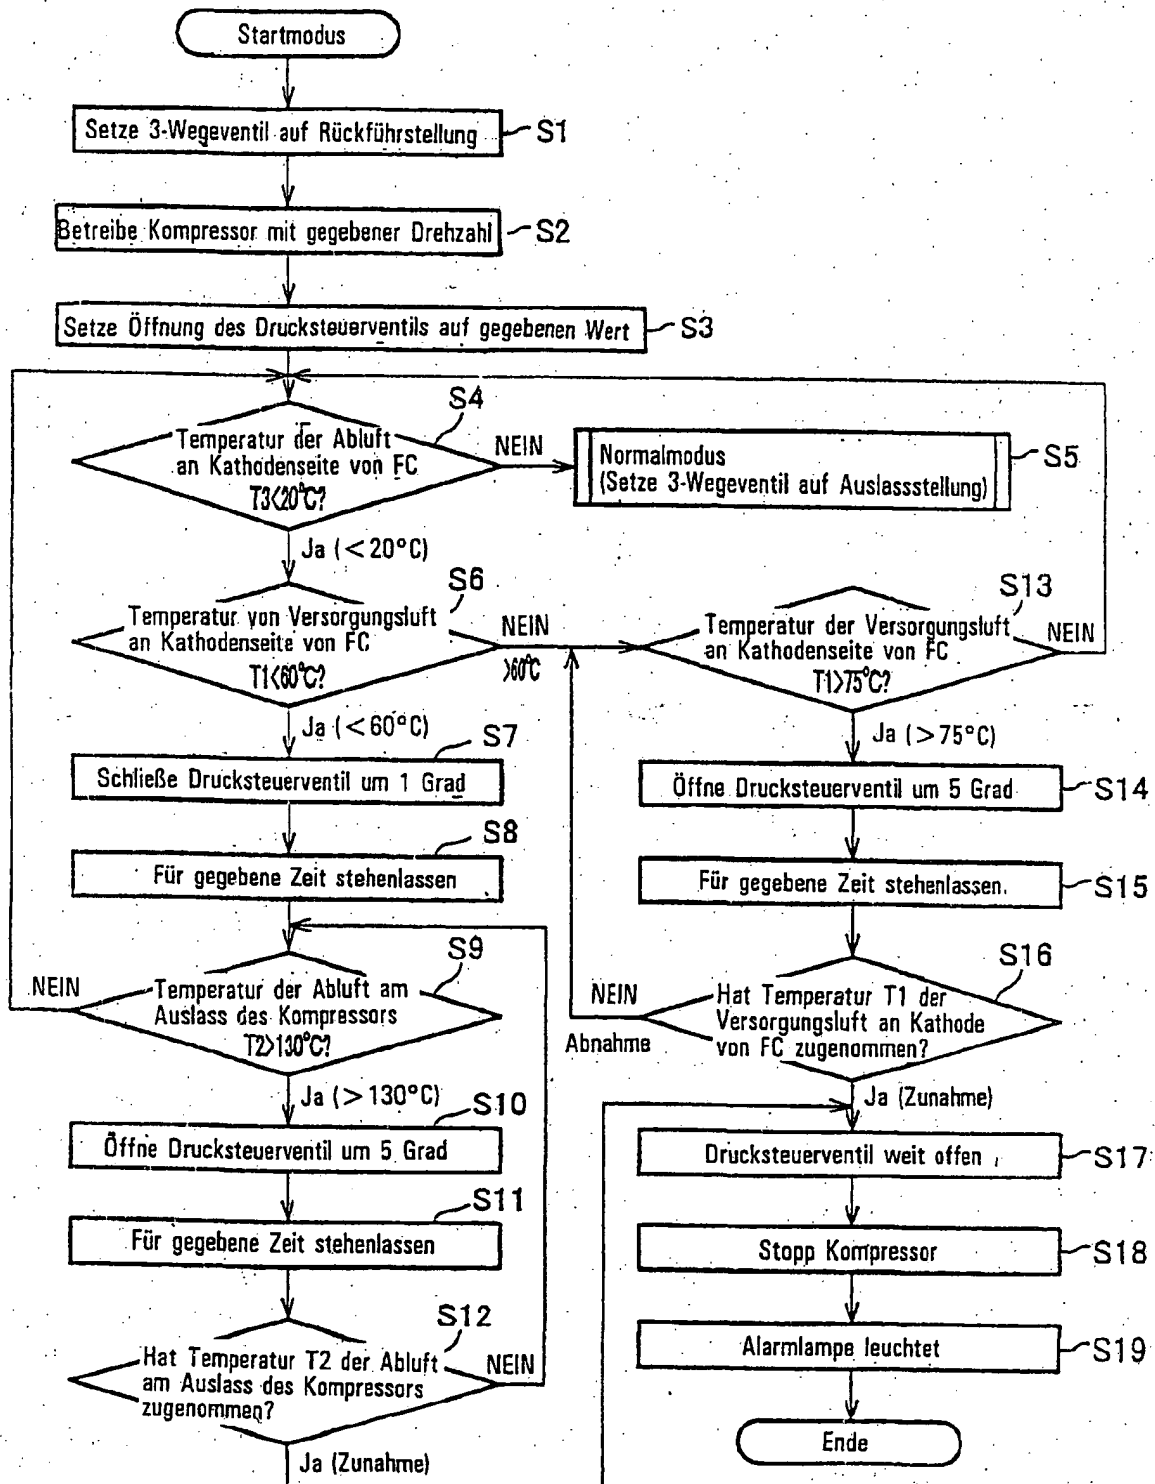 Startmodus
Setze 3-Wegeventil auf Rückführstellung
S1
Betreibe Kompressor mit gegebener Drehzahl
S2
Setze Öffnung des Drucksteuerventils auf gegebenen Wert
S3
S4
Temperatur der Abluft
an Kathodenseite von FC
T3<20°C?
NEIN
Normalmodus
(Setze 3-Wegeventil auf Auslassstellung)
S5
Ja (<20°C)
S6
Temperatur von Versorgungsluft
an Kathodenseite von FC
T1<60°C?
NEIN
>60°C
S13
Temperatur der Versorgungsluft
an Kathodenseite von FC
T1>75°C?
NEIN
Ja (<60°C)
S7
Schließe Drucksteuerventil um 1 Grad
S8
Für gegebene Zeit stehenlassen
Ja (>75°C)
Öffne Drucksteuerventil um 5 Grad
S14
Für gegebene Zeit stehenlassen.
S15
S9
NEIN
Temperatur der Abluft am
Auslass des Kompressors
T2>130°C?
S16
NEIN
Abnahme
Hat Temperatur T1 der
Versorgungsluft an Kathode
von FC zugenommen?
Ja (>130°C)
S10
Öffne Drucksteuerventil um 5 Grad
S11
Für gegebene Zeit stehenlassen
S12
Hat Temperatur T2 der Abluft
am Auslass des Kompressors
zugenommen?
NEIN
Ja (Zunahme)
Ja (Zunahme)
Drucksteuerventil weit offen
S17
Stopp Kompressor
S18
Alarmlampe leuchtet
S19
Ende